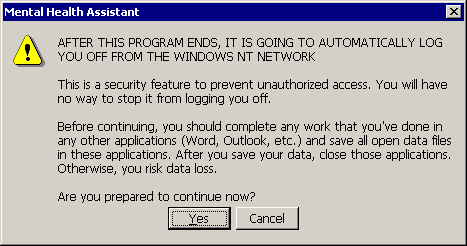 Mental Health Assistant
AFTER THIS PROGRAM ENDS, IT IS GOING TO AUTOMATICALLY LOG
YOU OFF FROM THE WINDOWS NT NETWORK
This is a security feature to prevent unauthorized access. You will have
no way to stop it from logging you off.
Before continuing, you should complete any work that you've done in
any other applications (Word, Outlook, etc.) and save all open data files
in these applications. After you save your data, close those applications.
Otherwise, you risk data loss.
Are you prepared to continue now?
Yes
Cancel